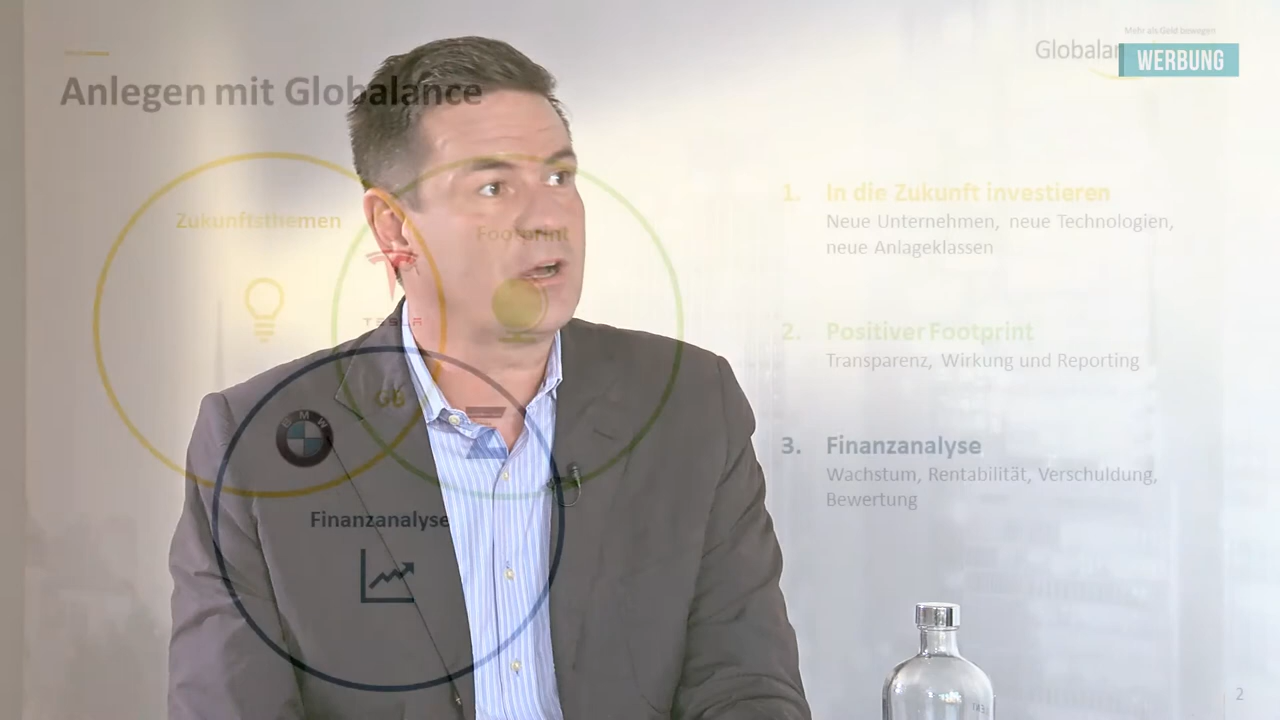 Mehr als Geld bewegen
Globalan
WERBUNG
Anlegen mit Globalance
Zukunftsthemen
Footprint
TESLA
BMW
Finanzanalyse
1. In die Zukunft investieren
Neue Unternehmen, neue Technologien,
neue Anlageklassen
2. Positiver Footprint
Transparenz, Wirkung und Reporting
3. Finanzanalyse
Wachstum, Rentabilität, Verschuldung,
Bewertung
2